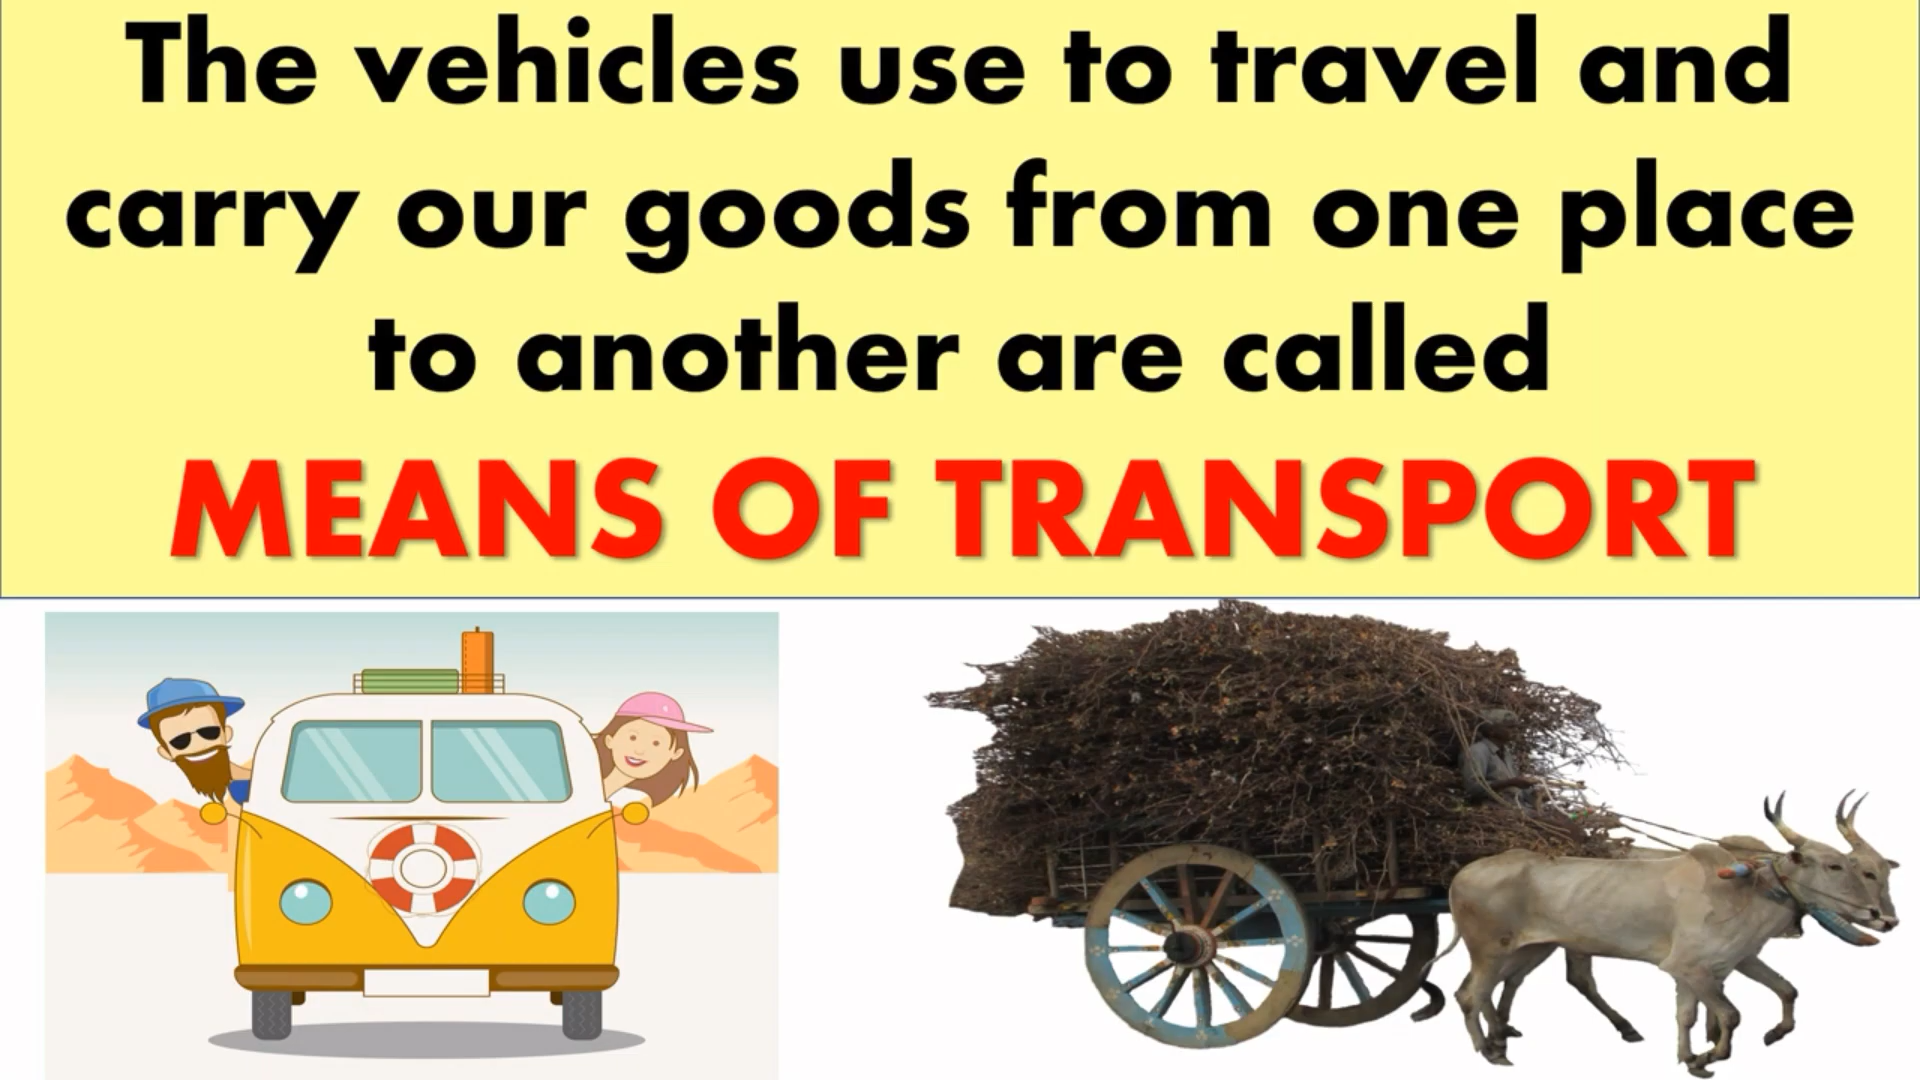 The vehicles use to travel and
carry our goods from one place
to another are called
MEANS OF TRANSPORT